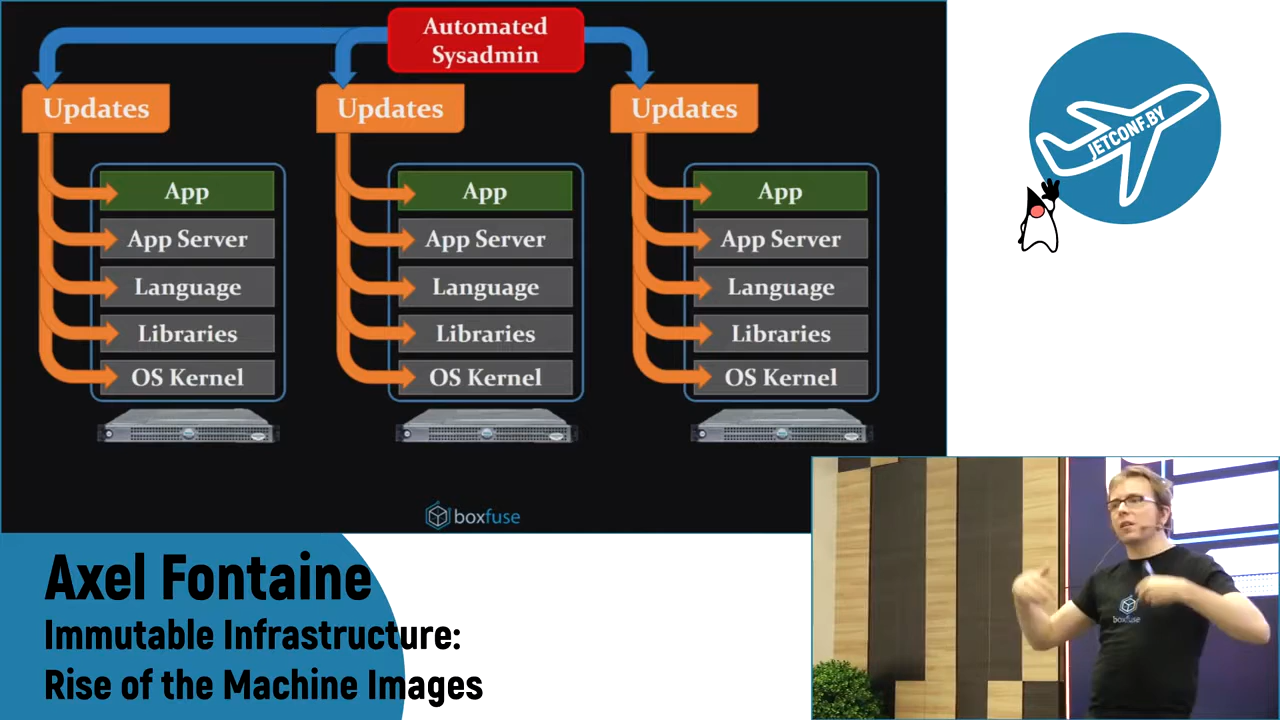 Automated
Sysadmin
Updates
Updates
Updates
App
App Server
Language
Libraries
OS Kernel
App
App Server
Language
Libraries
OS Kernel
App
App Server
Language
Libraries
OS Kernel
boxfuse
JETCONF.BY
Axel Fontaine
Immutable Infrastructure:
Rise of the Machine Images
boxfuse